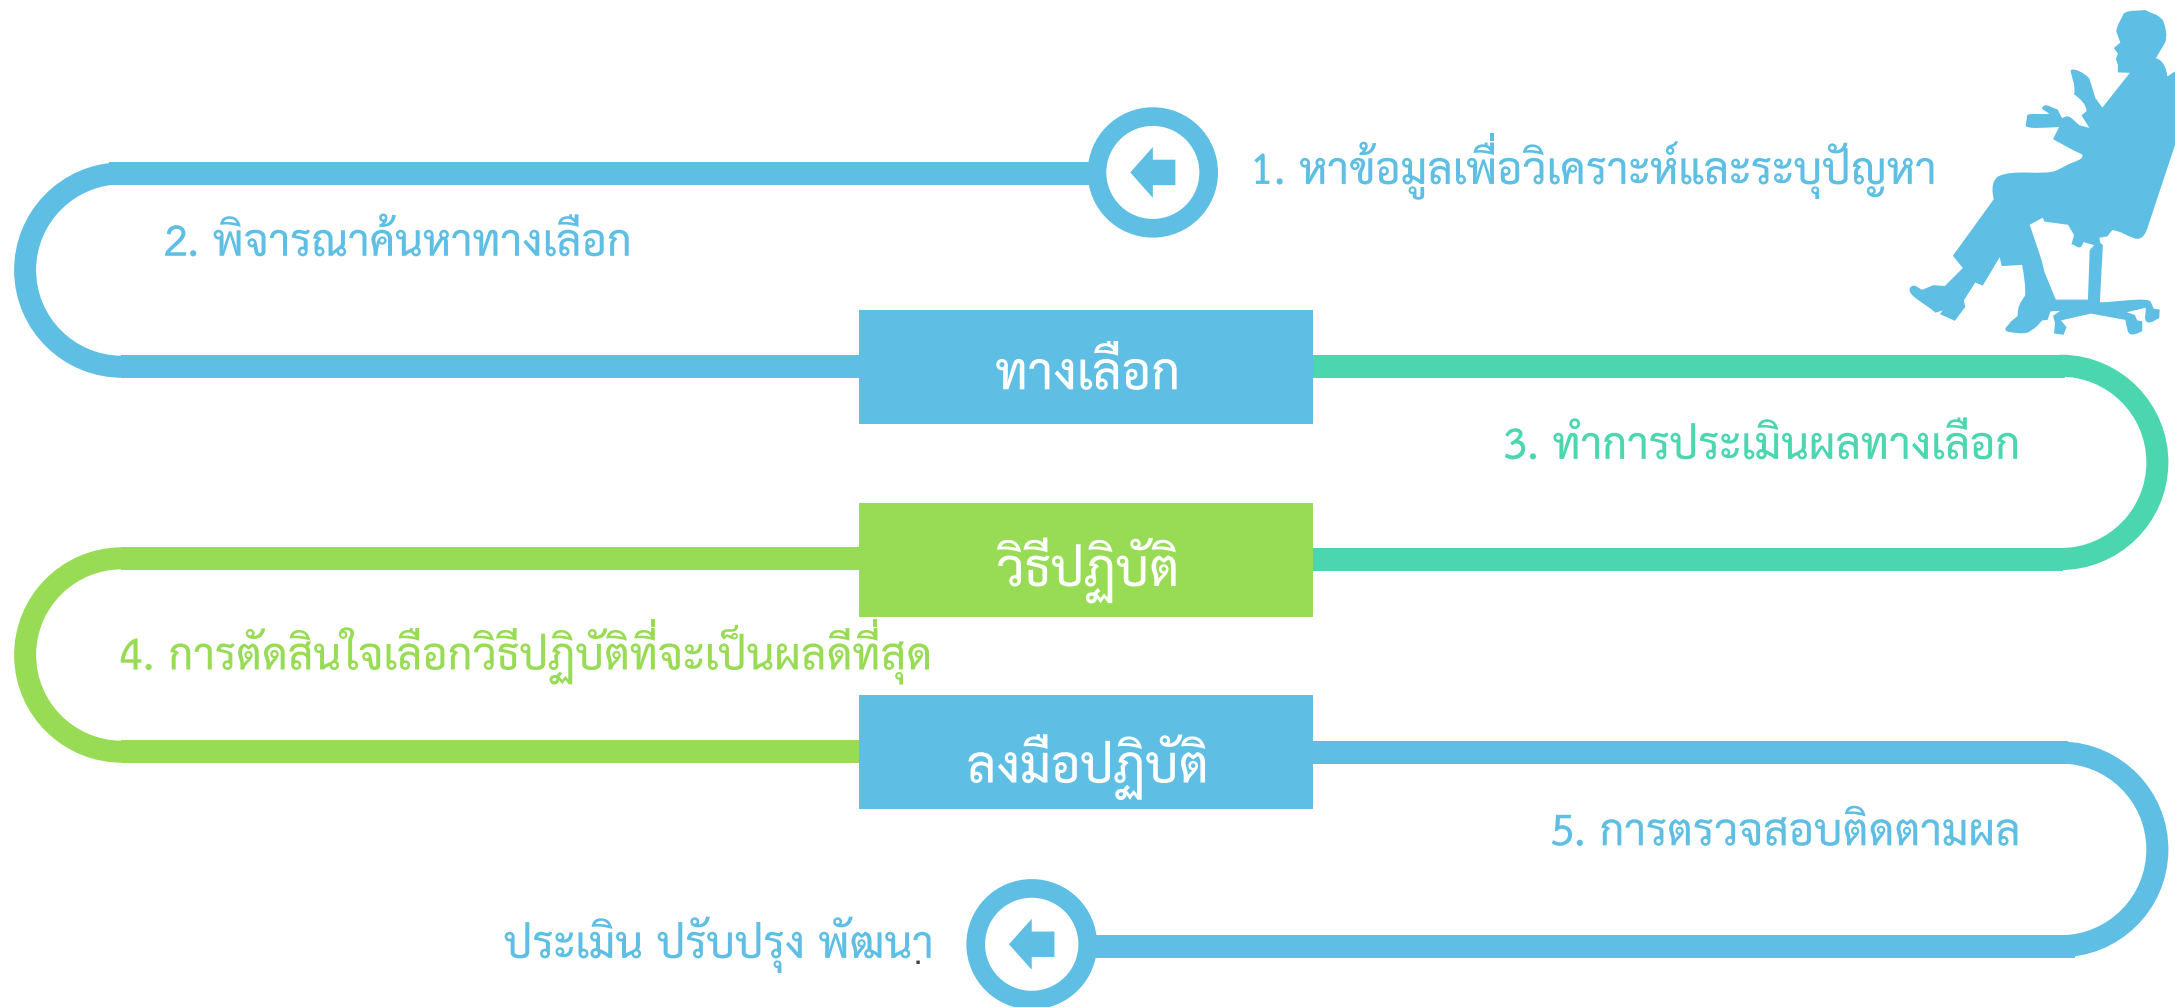 1. หาข้อมูลเพื่อวิเคราะห์และระบุปัญหา
2. พิจารณาค้นหาทางเลือก
ทางเลือก
3. ทำการประเมินผลทางเลือก
วิธีปฏิบัติ
4. การตัดสินใจเลือกวิธีปฏิบัติที่จะเป็นผลดีที่สุด
ลงมือปฏิบัติ
5. การตรวจสอบติดตามผล
ประเมิน ปรับปรุง พัฒนา